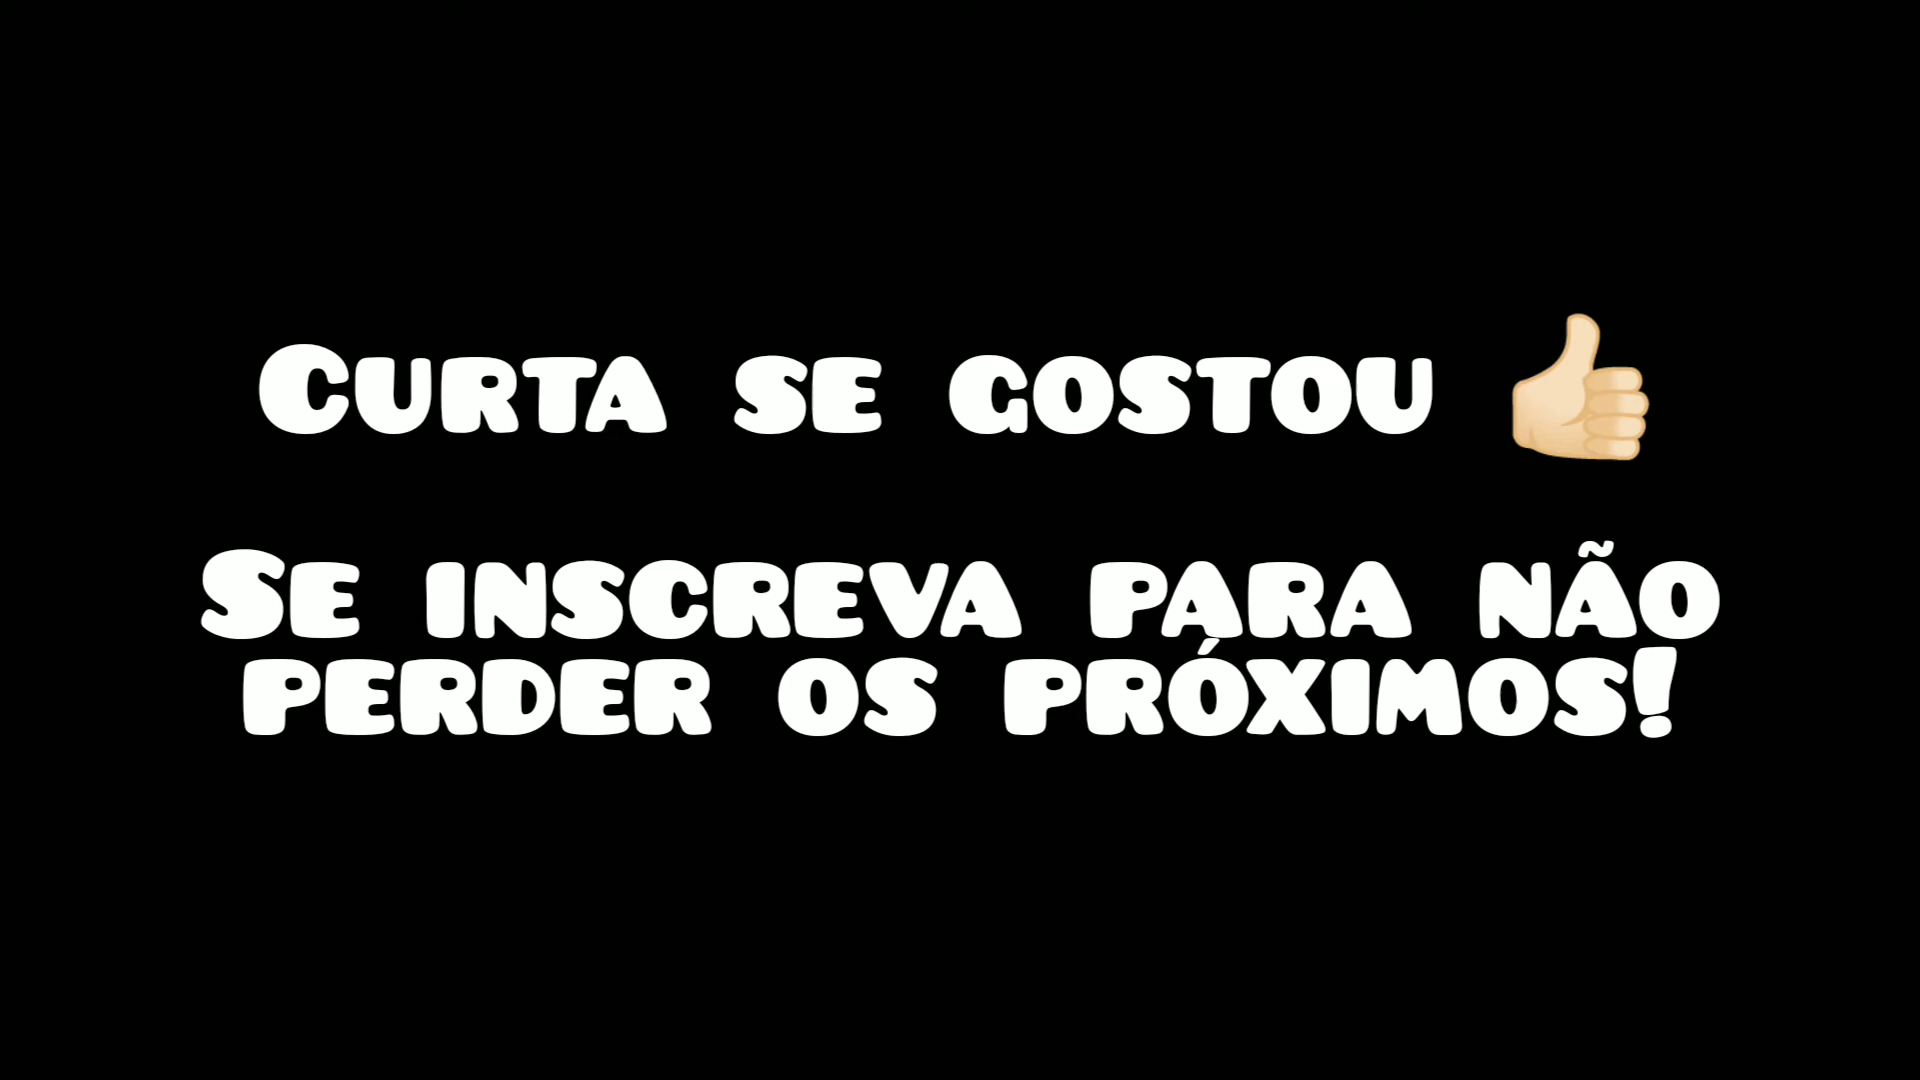 Curta se gostou 👍🏻
Se inscreva para não
perder os próximos!